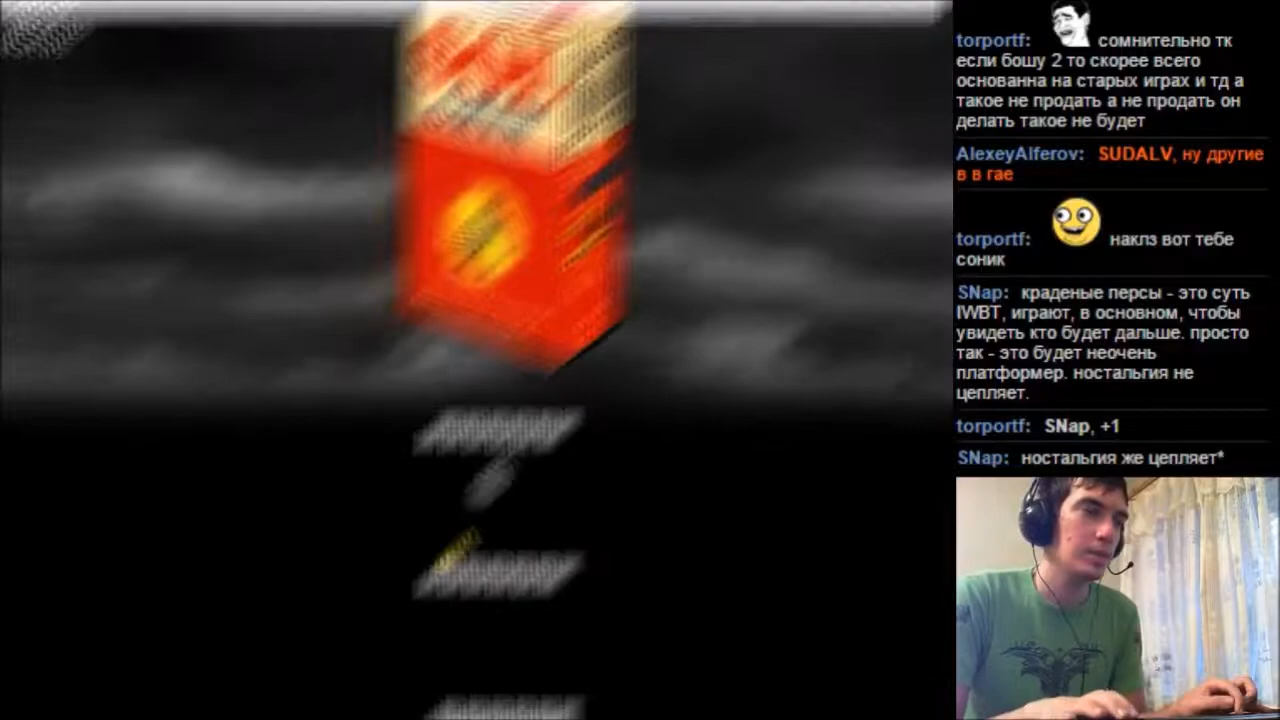 torportf: сомнительно тк
если бошу 2 то скорее всего
основанна на старых играх и тд а
такое не продать а не продать он
делать такое не будет
AlexeyAlferov: SUDALV, ну другие
в в гае
torportf: наклз вот тебе
соник
SNap: краденые персы - это суть
IWBT, играют, в основном, чтобы
увидеть кто будет дальше. просто
так - это будет неочень
платформер. ностальгия не
цепляет.
torportf: SNap, +1
SNap: ностальгия же цепляет*